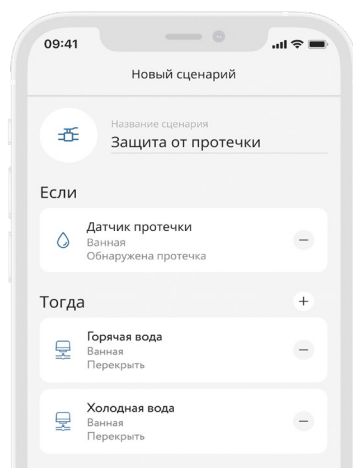 09:41
Новый сценарий
Название сценария
Защита от протечки
Если
Датчик протечки
Ванная
Обнаружена протечка
Тогда
Горячая вода
Ванная
Перекрыть
Холодная вода
Ванная
Перекрыть